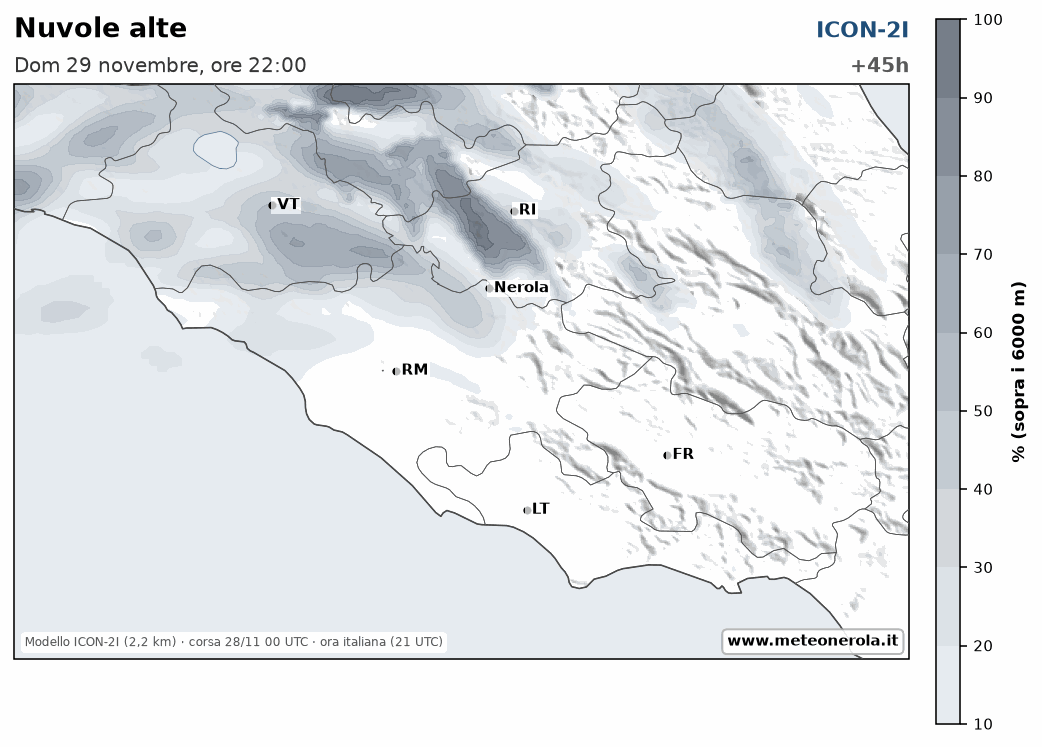 Nuvole alte
ICON-2I
Dom 29 novembre, ore 22:00
+45h
100
90
80
70
60
50
40
30
20
10
% (sopra i 6000 m)
VT
RI
Nerola
RM
FR
LT
Modello ICON-2I (2,2 km) · corsa 28/11 00 UTC · ora italiana (21 UTC)
www.meteonerola.it